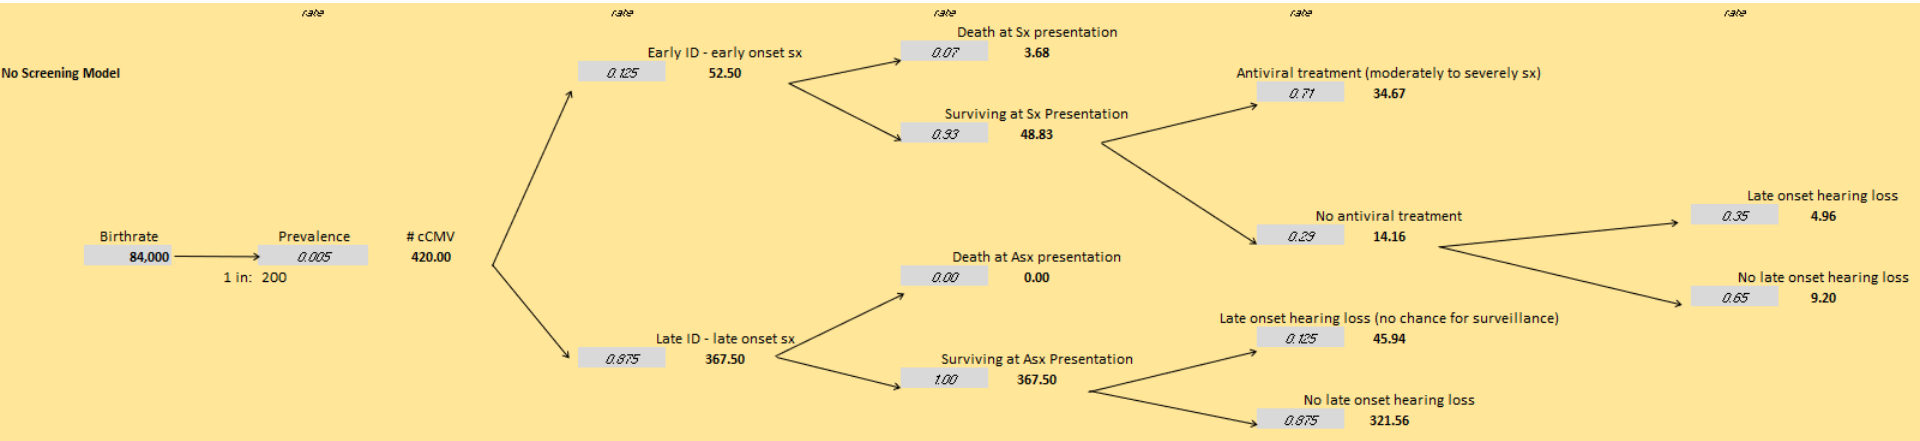 rate rate rate rate rate
Death at Sx presentation
Early ID - early onset sx 0.07 3.68
No Screening Model 0.125 52.50 Antiviral treatment (moderately to severely sx)
0.71 34.67
Surviving at Sx Presentation
0.93 48.83
Late onset hearing loss
No antiviral treatment 0.35 4.96
Birthrate Prevalence # cCMV 0.29 14.16
84,000 0.005 420.00 Death at Asx presentation
1 in: 200 0.00 0.00 No late onset hearing loss
0.65 9.20
Late onset hearing loss (no chance for surveillance)
Late ID - late onset sx 0.125 45.94
0.875 367.50 Surviving at Asx Presentation
1.00 367.50
No late onset hearing loss
0.875 321.56